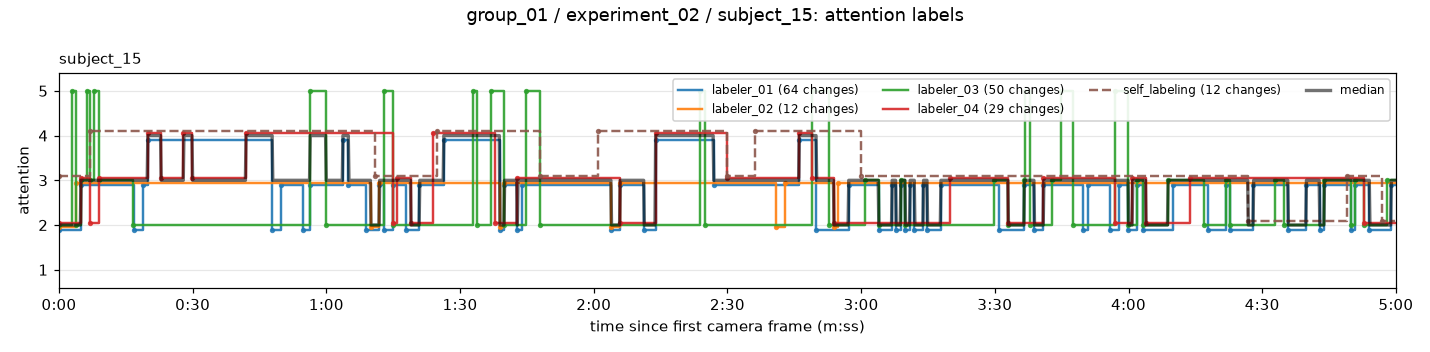 group_01 / experiment_02 / subject_15: attention labels
subject_15
labeler_01 (64 changes)
labeler_02 (12 changes)
labeler_03 (50 changes)
labeler_04 (29 changes)
self_labeling (12 changes)
median
attention
5
4
3
2
1
0:00 0:30 1:00 1:30 2:00 2:30 3:00 3:30 4:00 4:30 5:00
time since first camera frame (m:ss)